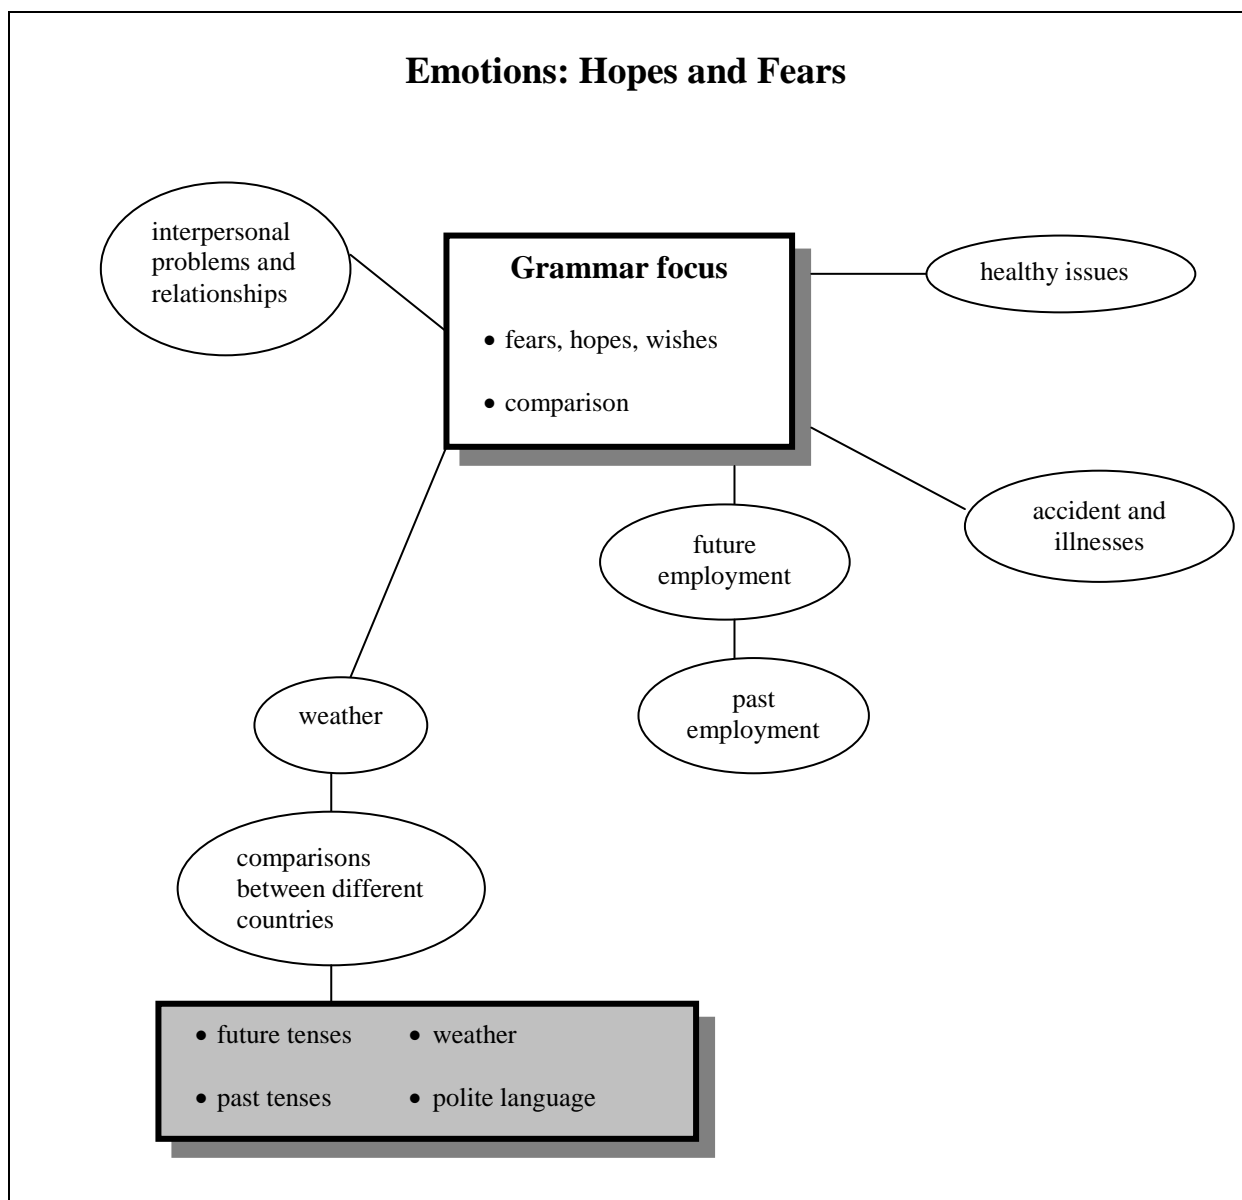 Emotions: Hopes and Fears
interpersonal
problems and
relationships
Grammar focus
• fears, hopes, wishes
• comparison
healthy issues
accident and
illnesses
future
employment
past
employment
weather
comparisons
between different
countries
• future tenses • weather
• past tenses • polite language